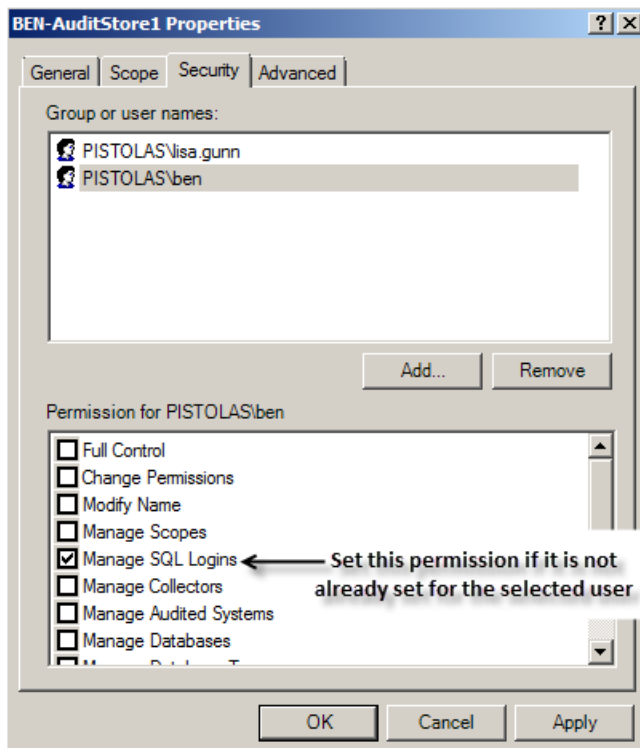 BEN-AuditStore1 Properties
General Scope Security Advanced
Group or user names:
PISTOLAS\lisa.gunn
PISTOLAS\ben
Add... Remove
Permission for PISTOLAS\ben
Full Control
Change Permissions
Modify Name
Manage Scopes
Manage SQL Logins
Set this permission if it is not
already set for the selected user
Manage Collectors
Manage Audited Systems
Manage Databases
OK Cancel Apply